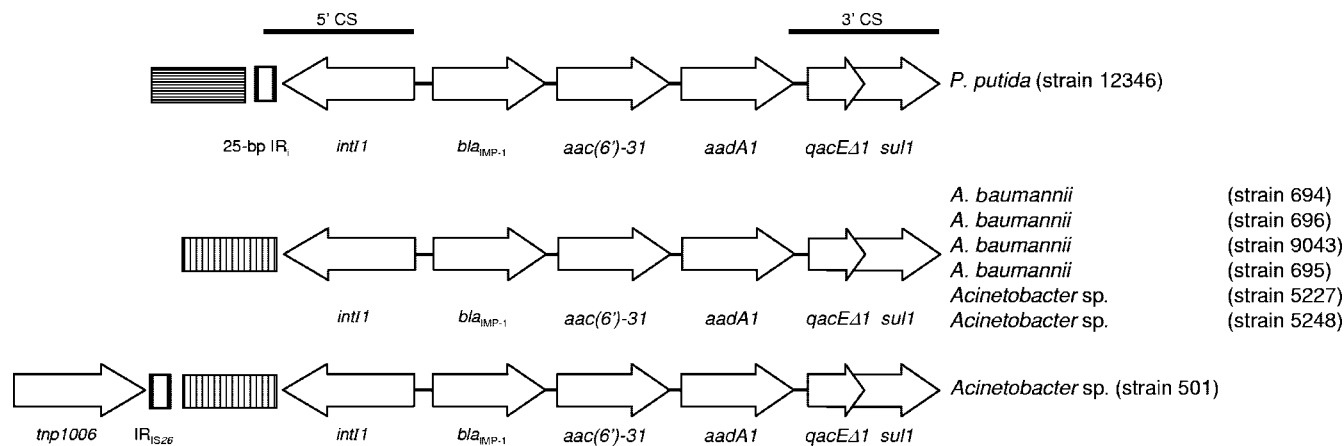 5' CS 3' CS
P. putida (strain 12346)
25-bp IRi intI1 blaIMP-1 aac(6')-31 aadA1 qacEΔ1 sul1
A. baumannii (strain 694)
A. baumannii (strain 696)
A. baumannii (strain 9043)
A. baumannii (strain 695)
Acinetobacter sp. (strain 5227)
Acinetobacter sp. (strain 5248)
intI1 blaIMP-1 aac(6')-31 aadA1 qacEΔ1 sul1
Acinetobacter sp. (strain 501)
tnp1006 IRIS26 intI1 blaIMP-1 aac(6')-31 aadA1 qacEΔ1 sul1